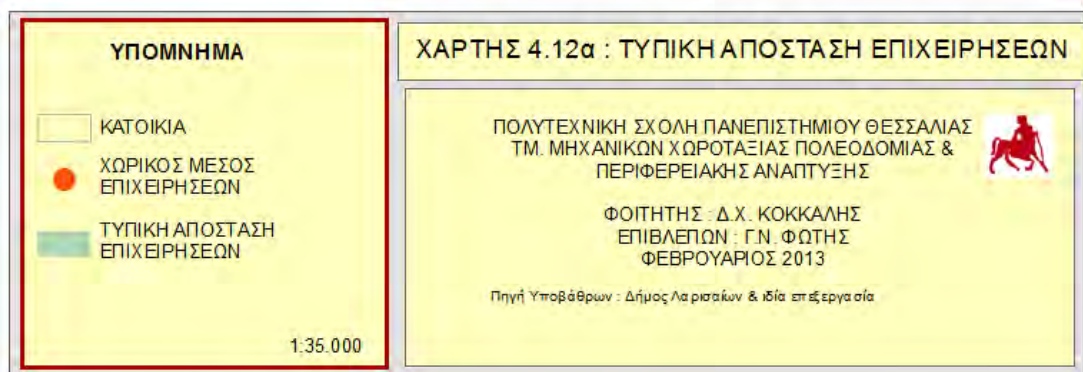 ΥΠΟΜΝΗΜΑ
ΚΑΤΟΙΚΙΑ
ΧΩΡΙΚΟΣ ΜΕΣΟΣ
ΕΠΙΧΕΙΡΗΣΕΩΝ
ΤΥΠΙΚΗ ΑΠΟΣΤΑΣΗ
ΕΠΙΧΕΙΡΗΣΕΩΝ
1:35.000
ΧΑΡΤΗΣ 4.12α : ΤΥΠΙΚΗ ΑΠΟΣΤΑΣΗ ΕΠΙΧΕΙΡΗΣΕΩΝ
ΠΟΛΥΤΕΧΝΙΚΗ ΣΧΟΛΗ ΠΑΝΕΠΙΣΤΗΜΙΟΥ ΘΕΣΣΑΛΙΑΣ
ΤΜ. ΜΗΧΑΝΙΚΩΝ ΧΩΡΟΤΑΞΙΑΣ ΠΟΛΕΟΔΟΜΙΑΣ &
ΠΕΡΙΦΕΡΕΙΑΚΗΣ ΑΝΑΠΤΥΞΗΣ
ΦΟΙΤΗΤΗΣ : Δ.Χ. ΚΟΚΚΑΛΗΣ
ΕΠΙΒΛΕΠΩΝ : Γ.Ν. ΦΩΤΗΣ
ΦΕΒΡΟΥΑΡΙΟΣ 2013
Πηγή Υποβάθρων : Δήμος Λαρισαίων & ιδία επεξεργασία